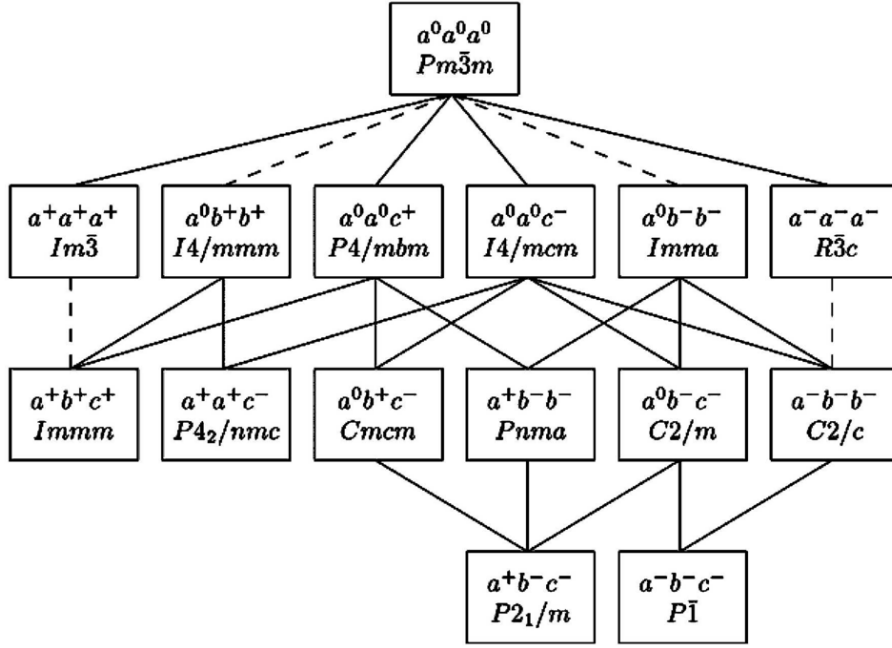 a⁰a⁰a⁰
Pm3̄m
a⁺a⁺a⁺
Im3̄
a⁰b⁺b⁺
I4/mmm
a⁰a⁰c⁺
P4/mbm
a⁰a⁰c⁻
I4/mcm
a⁰b⁻b⁻
Imma
a⁻a⁻a⁻
R3̄c
a⁺b⁺c⁺
Immm
a⁺a⁺c⁻
P4₂/nmc
a⁰b⁺c⁻
Cmcm
a⁺b⁻b⁻
Pnma
a⁰b⁻c⁻
C2/m
a⁻b⁻b⁻
C2/c
a⁺b⁻c⁻
P2₁/m
a⁻b⁻c⁻
P1̄